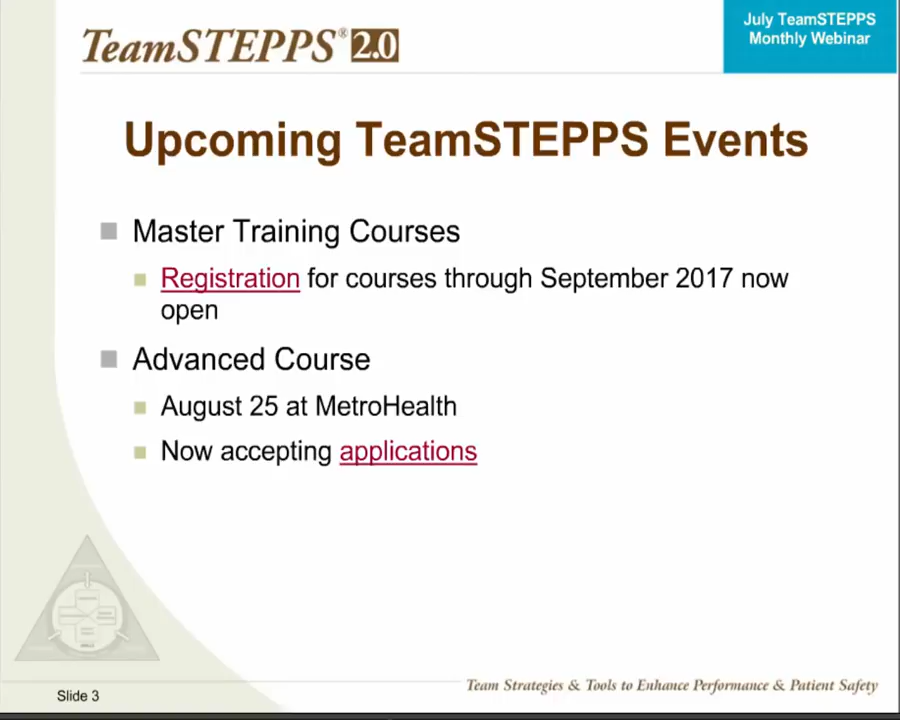 TeamSTEPPS® 2.0
July TeamSTEPPS
Monthly Webinar
Upcoming TeamSTEPPS Events
Master Training Courses
Registration for courses through September 2017 now
open
Advanced Course
August 25 at MetroHealth
Now accepting applications
Slide 3
Team Strategies & Tools to Enhance Performance & Patient Safety